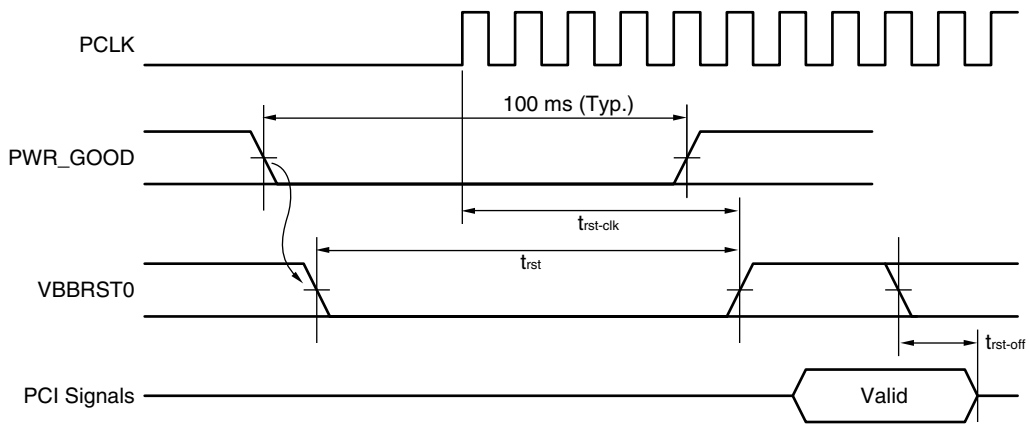 PCLK
100 ms (Typ.)
PWR_GOOD
trst-clk
trst
VBBRST0
trst-off
PCI Signals
Valid